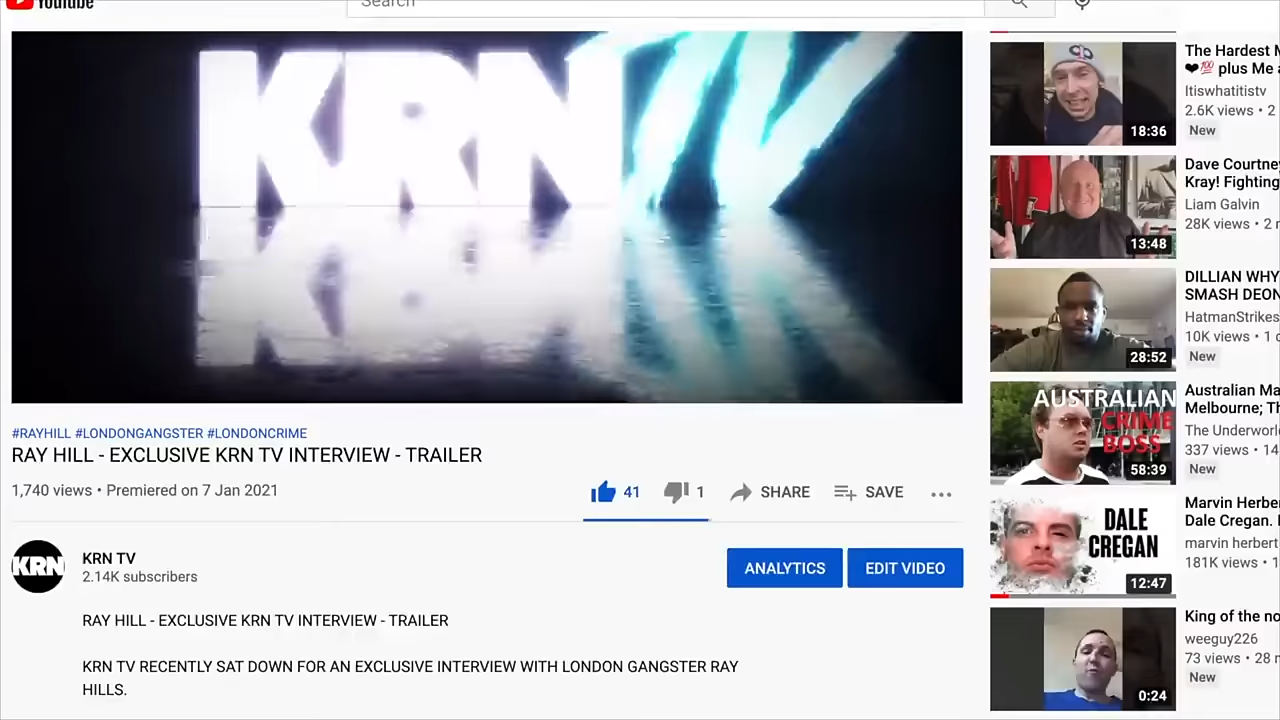 YouTube
Search
KRN TV
#RAYHILL #LONDONGANGSTER #LONDONCRIME
RAY HILL - EXCLUSIVE KRN TV INTERVIEW - TRAILER
1,740 views • Premiered on 7 Jan 2021
41
1
SHARE
SAVE
KRN
KRN TV
2.14K subscribers
ANALYTICS
EDIT VIDEO
RAY HILL - EXCLUSIVE KRN TV INTERVIEW - TRAILER
KRN TV RECENTLY SAT DOWN FOR AN EXCLUSIVE INTERVIEW WITH LONDON GANGSTER RAY
HILLS.
18:36
The Hardest M
❤💯 plus Me a
Itiswhatitistv
2.6K views • 2
New
13:48
Dave Courtney
Kray! Fighting
Liam Galvin
28K views • 2
28:52
DILLIAN WHY
SMASH DEON
HatmanStrikes
10K views • 1
New
AUSTRALIAN
CRIME
BOSS
58:39
Australian Ma
Melbourne; Th
The Underworl
337 views • 14
New
DALE
CREGAN
12:47
Marvin Herber
Dale Cregan.
marvin herbert
181K views • 1
0:24
King of the no
weeguy226
73 views • 28
New